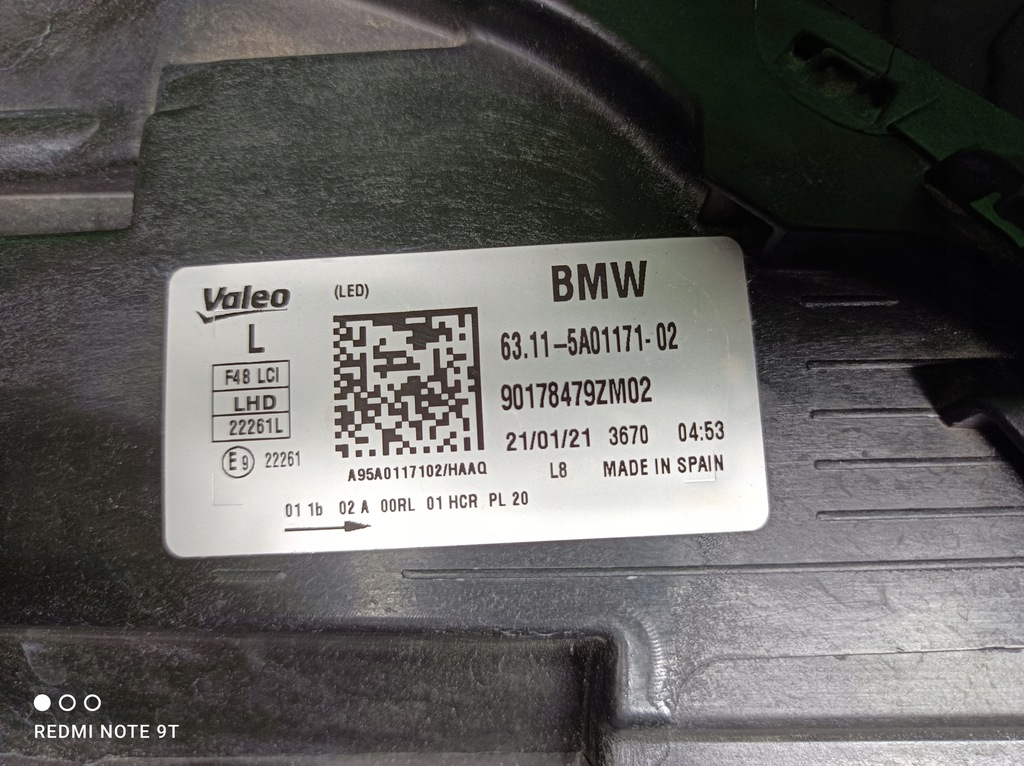 Valeo
(LED)
BMW
L
63.11-5A01171-02
F48 LCI
LHD
22261L
90178479ZM02
21/01/21 3670 04:53
E9 22261
A95A0117102/HAAQ
L8 MADE IN SPAIN
01 1b 02 A 00RL 01 HCR PL 20
REDMI NOTE 9T